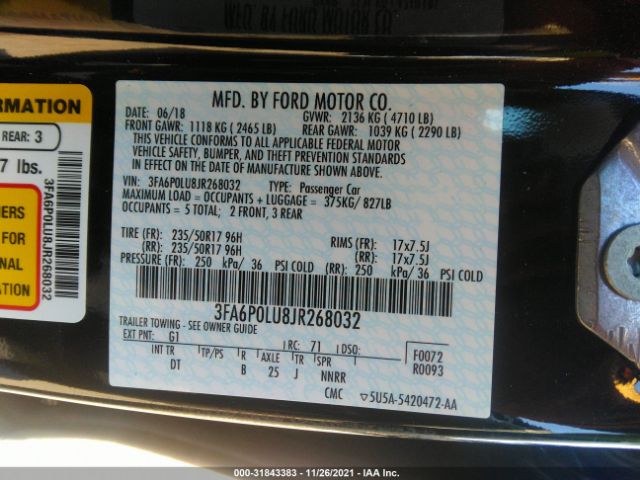 MFD. BY FORD MOTOR CO.
DATE: 06/18 GVWR: 2136 KG ( 4710 LB)
FRONT GAWR: 1118 KG ( 2465 LB) REAR GAWR: 1039 KG ( 2290 LB)
THIS VEHICLE CONFORMS TO ALL APPLICABLE FEDERAL MOTOR
VEHICLE SAFETY, BUMPER, AND THEFT PREVENTION STANDARDS
IN EFFECT ON THE DATE OF MANUFACTURE SHOWN ABOVE.
VIN: 3FA6P0LU8JR268032 TYPE: Passenger Car
MAXIMUM LOAD = OCCUPANTS + LUGGAGE = 375KG/ 827LB
OCCUPANTS = 5 TOTAL; 2 FRONT, 3 REAR
TIRE (FR): 235/50R17 96H RIMS (FR): 17x7.5J
(RR): 235/50R17 96H (RR): 17x7.5J
PRESSURE (FR): 250 kPa/ 36 PSI COLD (RR): 250 kPa/ 36 PSI COLD
3FA6P0LU8JR268032
TRAILER TOWING - SEE OWNER GUIDE
EXT PNT: G1 RC: 71 DSO: F0072
INT TR TP/PS R AXLE TR SPR R0093
DT B 25 J NNRR
CMC 5U5A-5420472-AA
ORMATION
REAR: 3
7 lbs.
3FA6P0LU8JR268032
FOR
ONAL
300-31843383 - 11/26/2021 - IAA Inc.